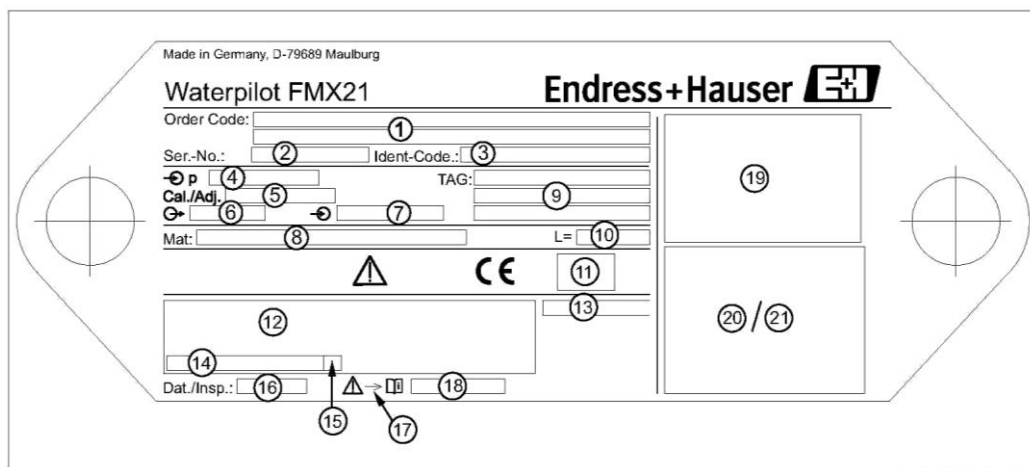 Made in Germany, D-79689 Maulburg
Waterpilot FMX21
Endress+Hauser
Order Code: 1
Ser.-No.: 2 Ident-Code.: 3
p 4 TAG:
Cal./Adj. 5 9
6 7
Mat: 8 L= 10
CE 11
12 13
14
Dat./Insp.: 16 18
15 17
19
20/21